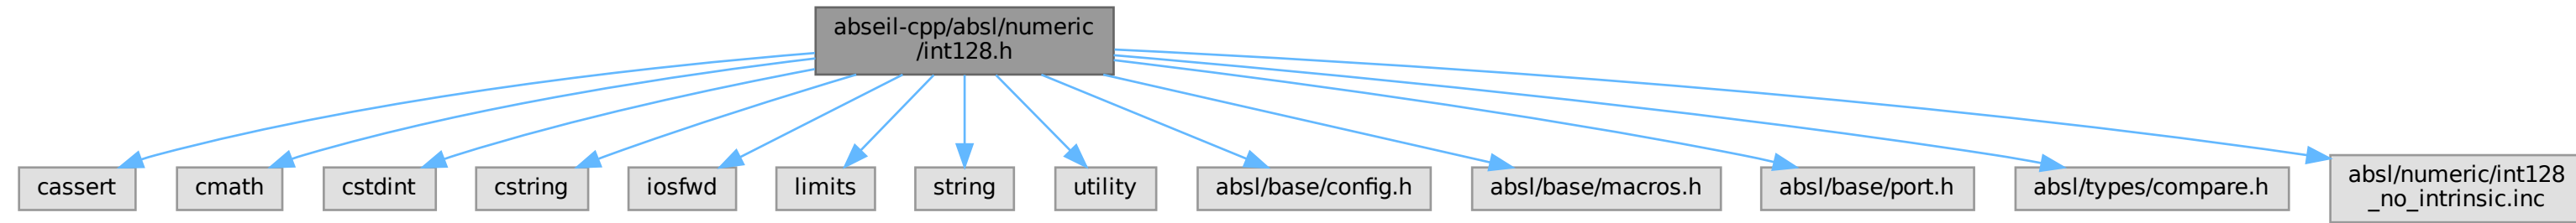 abseil-cpp/absl/numeric
/int128.h
cassert
cmath
cstdint
cstring
iosfwd
limits
string
utility
absl/base/config.h
absl/base/macros.h
absl/base/port.h
absl/types/compare.h
absl/numeric/int128
_no_intrinsic.inc